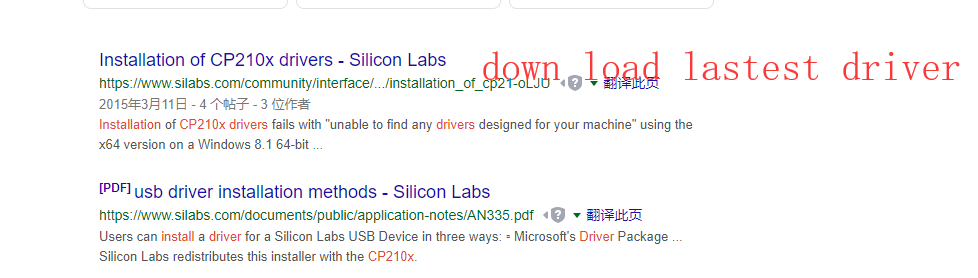 Installation of CP210x drivers - Silicon Labs
down load lastest driver
https://www.silabs.com/community/interface/.../installation_of_cp21-oLJU 翻译此页
2015年3月11日 - 4 个帖子 - 3 位作者
Installation of CP210x drivers fails with "unable to find any drivers designed for your machine" using the
x64 version on a Windows 8.1 64-bit ...
[PDF] usb driver installation methods - Silicon Labs
https://www.silabs.com/documents/public/application-notes/AN335.pdf 翻译此页
Users can install a driver for a Silicon Labs USB Device in three ways: ▫ Microsoft's Driver Package ...
Silicon Labs redistributes this installer with the CP210x.